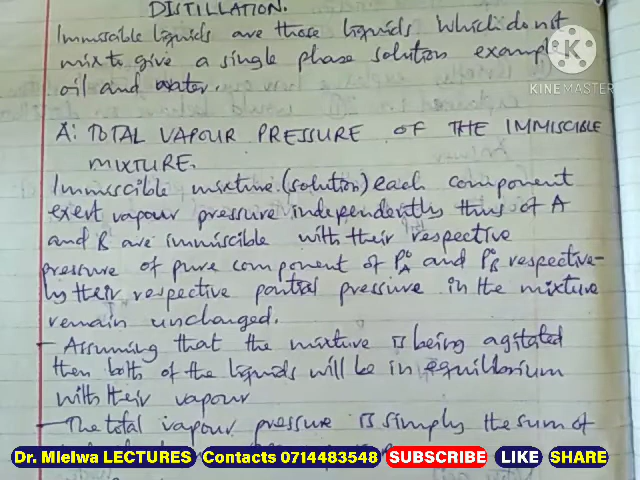 DISTILLATION.
Immiscible liquids are those liquids which do not
mix to give a single phase solution example
oil and water.
KINEMASTER
A: TOTAL VAPOUR PRESSURE OF THE IMMISCIBLE
MIXTURE.
Immiscible mixture (solution) each component
exert vapour pressure independently thus if A
and B are immiscible with their respective
pressure of pure component of P°A and P°B respective-
ly their respective partial pressure in the mixture
remain unchanged.
- Assuming that the mixture is being agitated
then both of the liquids will be in equilibrium
with their vapour
- The total vapour pressure is simply the sum of
Dr. Mlelwa LECTURES Contacts 0714483548 SUBSCRIBE LIKE SHARE